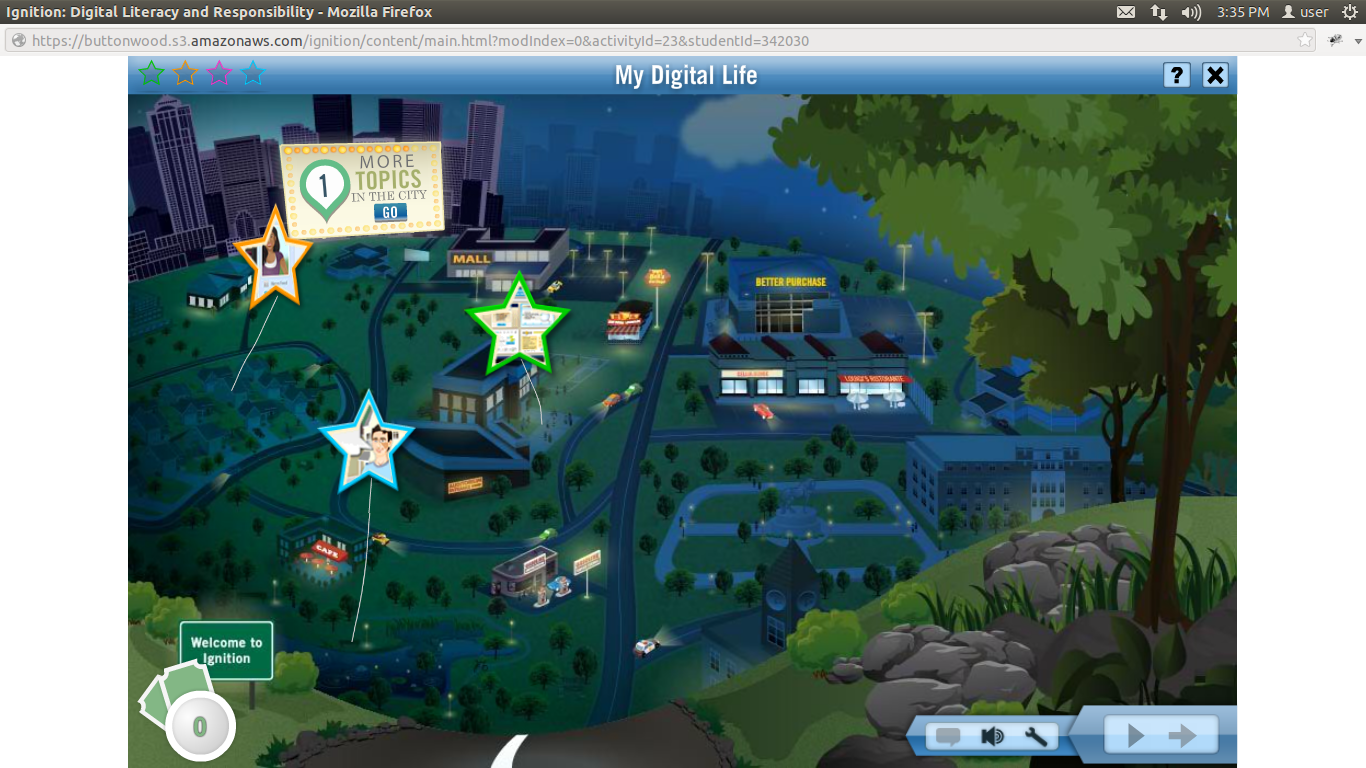 Ignition: Digital Literacy and Responsibility - Mozilla Firefox
3:35 PM
user
https://buttonwood.s3.amazonaws.com/ignition/content/main.html?modIndex=0&activityId=23&studentId=342030
My Digital Life
?
1
MORE
TOPICS
IN THE CITY
GO
MALL
BETTER PURCHASE
CAFE
Welcome to
Ignition
0